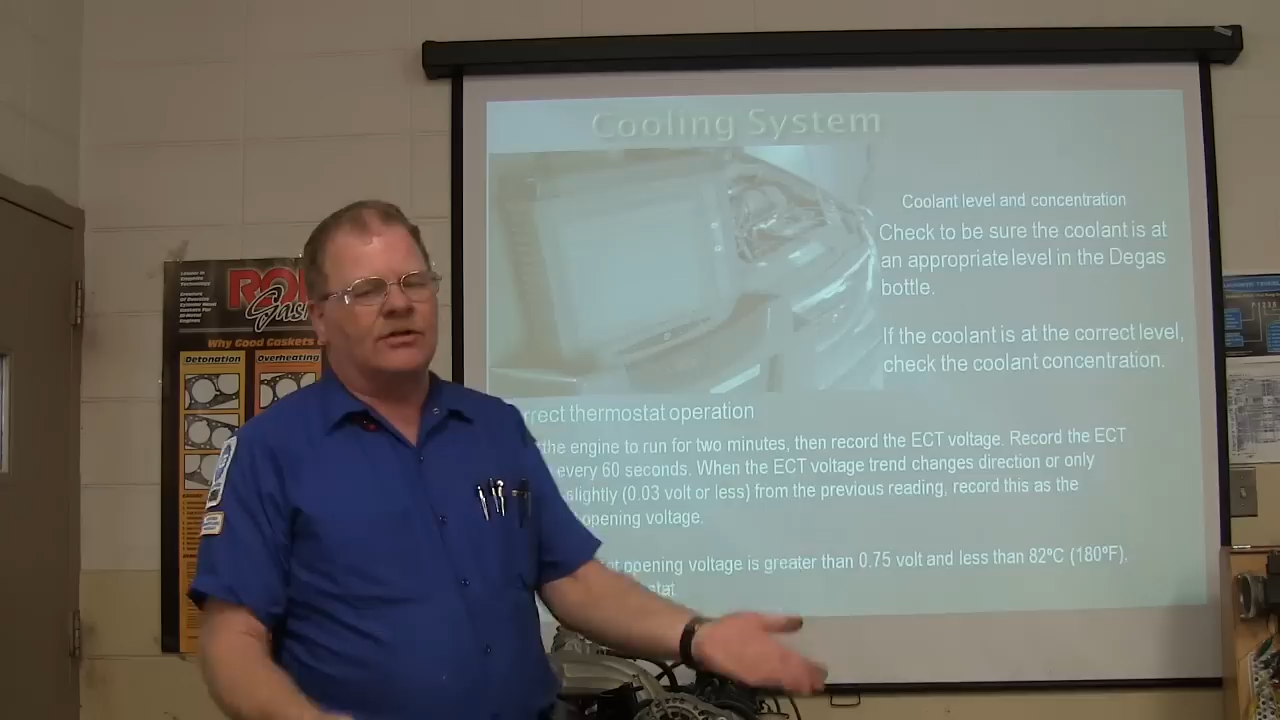 Cooling System
Coolant level and concentration
Check to be sure the coolant is at
an appropriate level in the Degas
bottle.
If the coolant is at the correct level,
check the coolant concentration.
rrect thermostat operation
the engine to run for two minutes, then record the ECT voltage. Record the ECT
every 60 seconds. When the ECT voltage trend changes direction or only
slightly (0.03 volt or less) from the previous reading, record this as the
opening voltage.
opening voltage is greater than 0.75 volt and less than 82ºC (180ºF).
stat
Why Good Gaskets
Detonation
Overheating